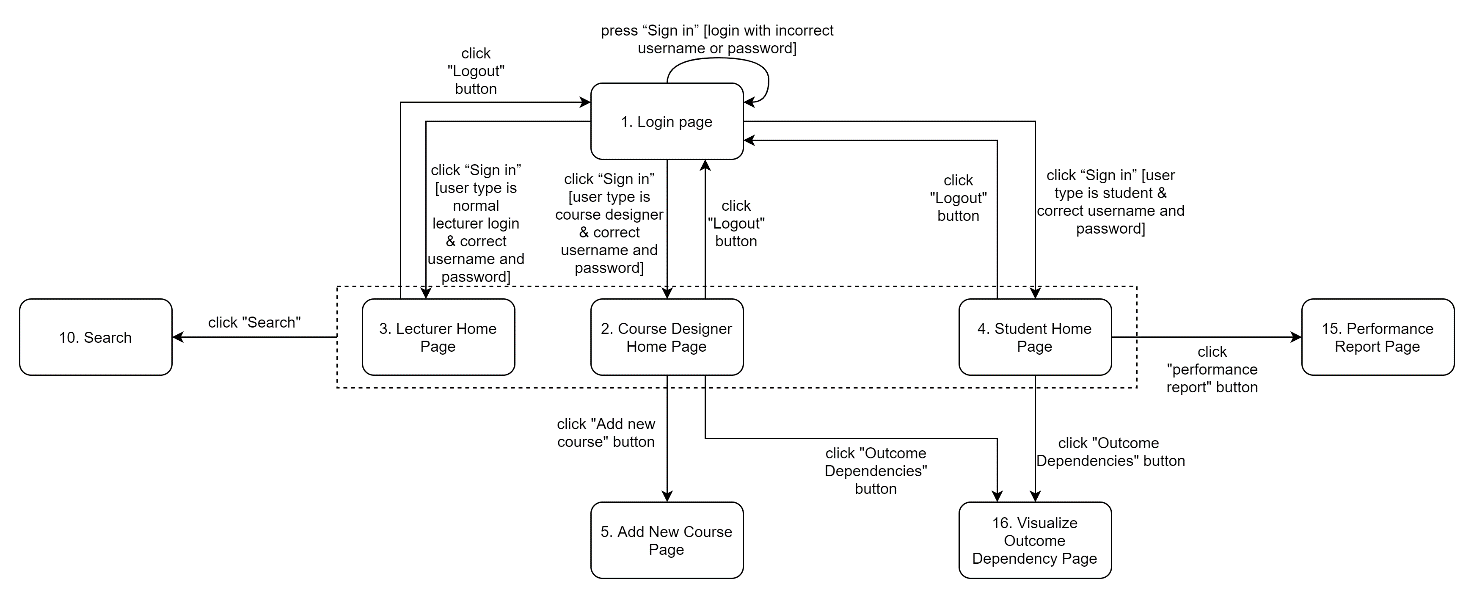 press “Sign in” [login with incorrect
username or password]
click
"Logout"
button
1. Login page
click “Sign in”
[user type is
normal
lecturer login
& correct
username and
password]
click “Sign in”
[user type is
course designer
& correct
username and
password]
click
"Logout"
button
click
"Logout"
button
click “Sign in” [user
type is student &
correct username and
password]
10. Search
click "Search"
3. Lecturer Home
Page
2. Course Designer
Home Page
4. Student Home
Page
click
"performance
report" button
15. Performance
Report Page
click "Add new
course" button
click "Outcome
Dependencies"
button
click "Outcome
Dependencies" button
5. Add New Course
Page
16. Visualize
Outcome
Dependency Page